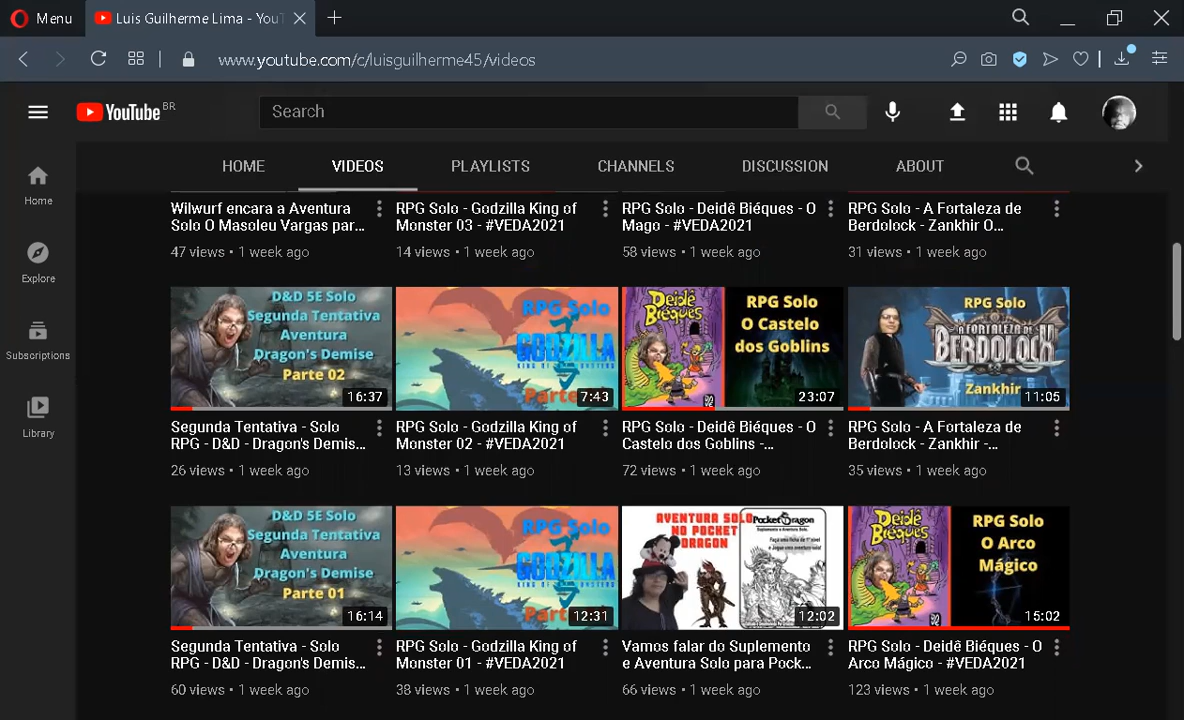 Menu
Luis Guilherme Lima - YouT
www.youtube.com/c/luisguilherme45/videos
YouTube BR
Search
HOME VIDEOS PLAYLISTS CHANNELS DISCUSSION ABOUT
Home
Explore
Subscriptions
Library
Wilwurf encara a Aventura
Solo O Masoleu Vargas par...
47 views • 1 week ago
RPG Solo - Godzilla King of
Monster 03 - #VEDA2021
14 views • 1 week ago
RPG Solo - Deidê Biéques - O
Mago - #VEDA2021
58 views • 1 week ago
RPG Solo - A Fortaleza de
Berdolock - Zankhir O...
31 views • 1 week ago
D&D 5E Solo
Segunda Tentativa
Aventura
Dragon's Demise
Parte 02
16:37
Segunda Tentativa - Solo
RPG - D&D - Dragon's Demis...
26 views • 1 week ago
RPG Solo
GODZILLA
Parte
7:43
RPG Solo - Godzilla King of
Monster 02 - #VEDA2021
13 views • 1 week ago
Deidê
Biéques
RPG Solo
O Castelo
dos Goblins
23:07
RPG Solo - Deidê Biéques - O
Castelo dos Goblins -...
72 views • 1 week ago
RPG Solo
A FORTALEZA DE
BERDOLOCK
Zankhir
11:05
RPG Solo - A Fortaleza de
Berdolock - Zankhir -...
35 views • 1 week ago
D&D 5E Solo
Segunda Tentativa
Aventura
Dragon's Demise
Parte 01
16:14
Segunda Tentativa - Solo
RPG - D&D - Dragon's Demis...
60 views • 1 week ago
RPG Solo
GODZILLA
12:31
RPG Solo - Godzilla King of
Monster 01 - #VEDA2021
38 views • 1 week ago
AVENTURA SOLO
NO POCKET
DRAGON
PocketDragon
12:02
Vamos falar do Suplemento
e Aventura Solo para Pock...
66 views • 1 week ago
Deidê
Biéques
RPG Solo
O Arco
Mágico
15:02
RPG Solo - Deidê Biéques - O
Arco Mágico - #VEDA2021
123 views • 1 week ago